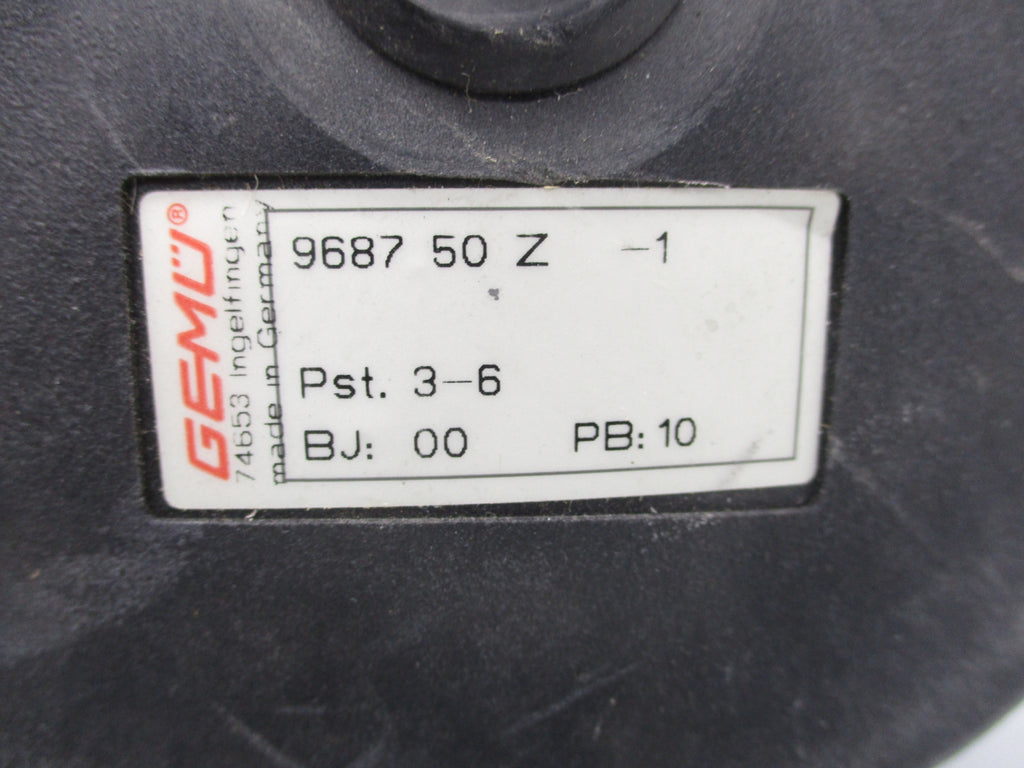 GEMÜ®
74653 Ingelfingen
made in Germany
9687 50 Z -1
Pst. 3-6
BJ: 00 PB: 10